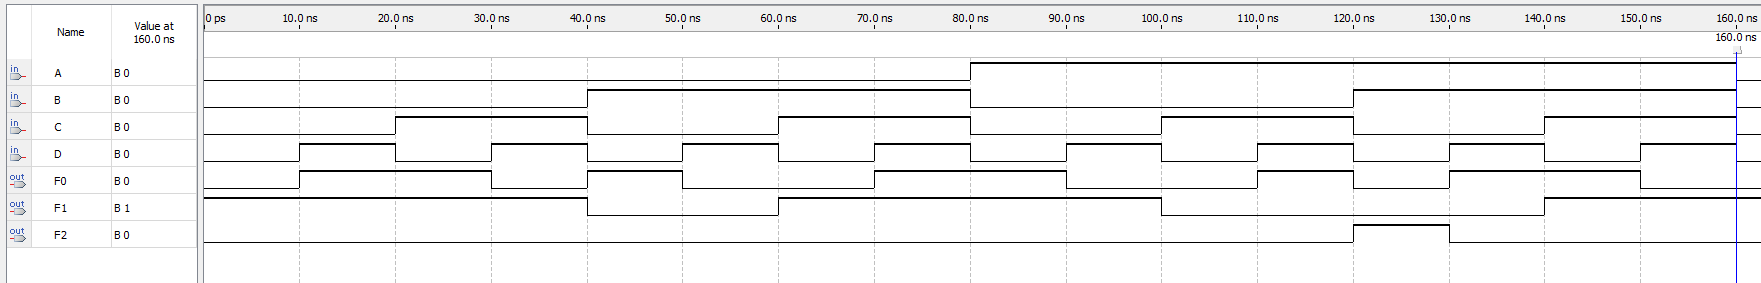 Name
Value at
160.0 ns
0 ps 10.0 ns 20.0 ns 30.0 ns 40.0 ns 50.0 ns 60.0 ns 70.0 ns 80.0 ns 90.0 ns 100.0 ns 110.0 ns 120.0 ns 130.0 ns 140.0 ns 150.0 ns 160.0 ns
160.0 ns
in A B 0
in B B 0
in C B 0
in D B 0
out F0 B 0
out F1 B 1
out F2 B 0